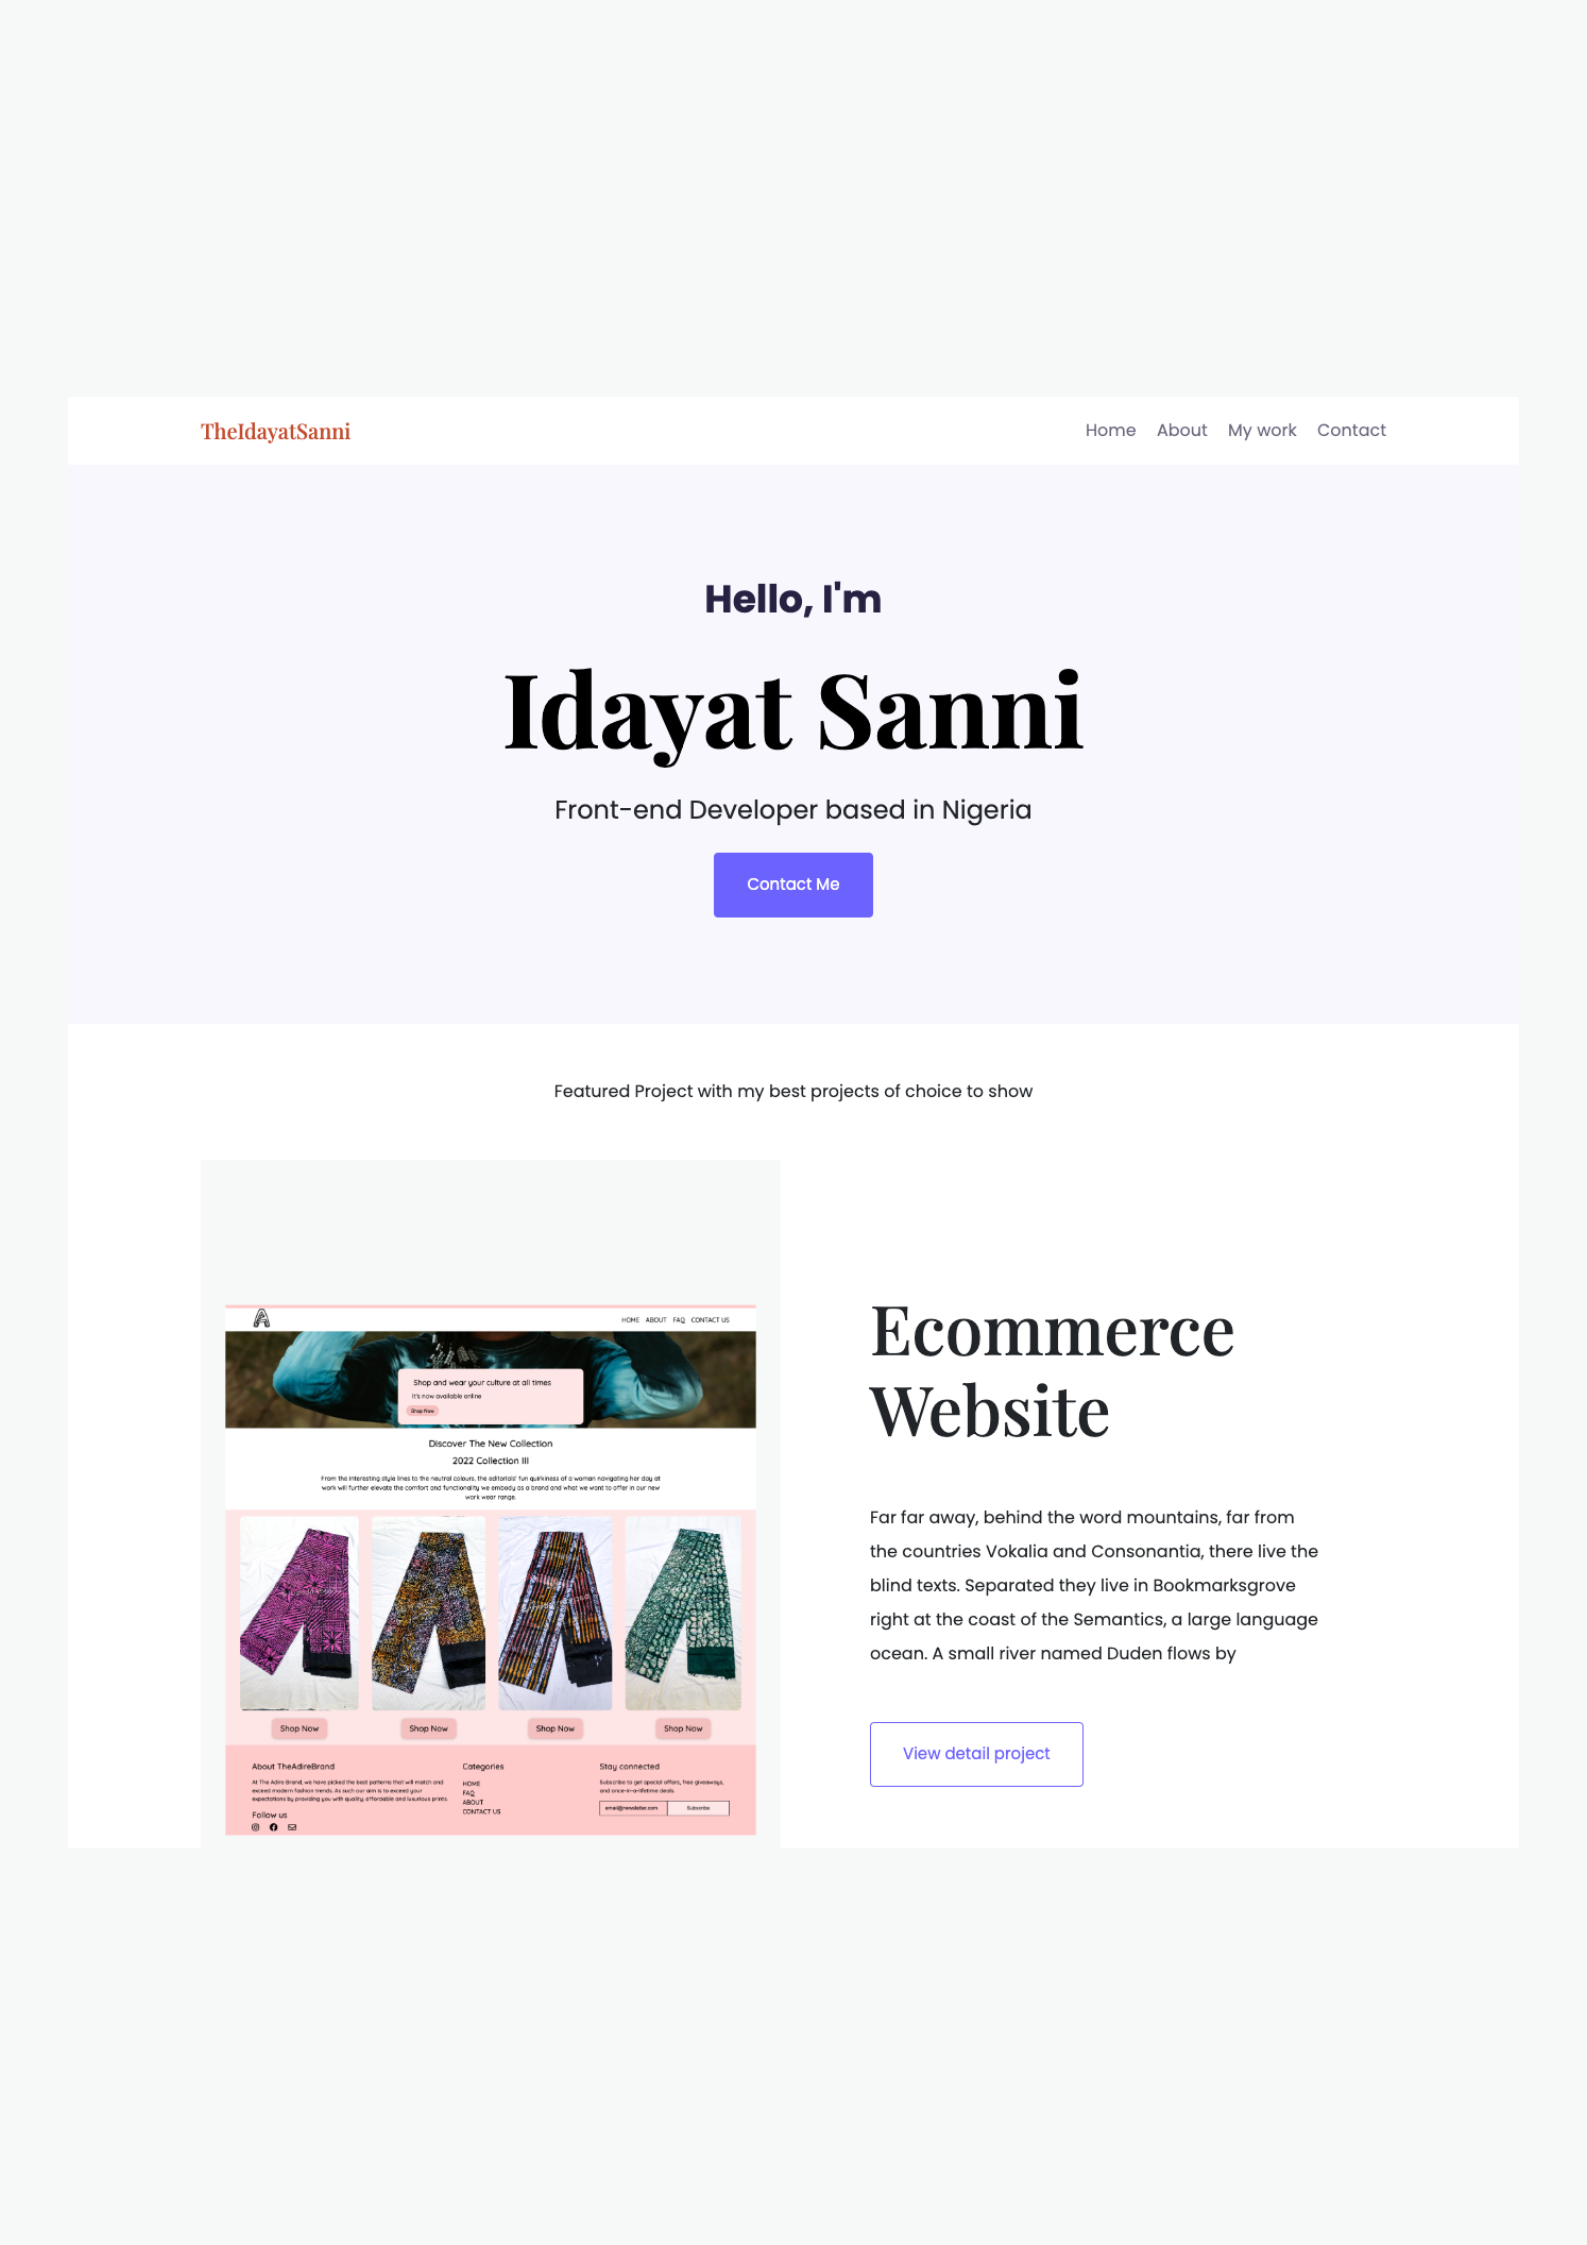 TheIdayatSanni
Home About My work Contact
Hello, I'm
Idayat Sanni
Front-end Developer based in Nigeria
Contact Me
Featured Project with my best projects of choice to show
A
HOME ABOUT FAQ CONTACT US
Shop and wear your culture at all times
It's now available online
Shop Now
Discover The New Collection
2022 Collection III
From the interesting style lines to the neutral colours, the editorials' fun quirkiness of a woman navigating her day at
work will further elevate the comfort and functionality we embody as a brand and what we want to offer in our new
work wear range.
Shop Now Shop Now Shop Now Shop Now
About TheAdireBrand
At The Adire Brand, we have picked the best patterns that will match and
exceed modern fashion trends. As such our aim is to exceed your
expectations by providing you with quality, affordable and luxurious prints.
Follow us
Categories
HOME
FAQ
ABOUT
CONTACT US
Stay connected
Subscribe to get special offers, free giveaways,
and once-in-a-lifetime deals.
email@newsletter.com Subscribe
Ecommerce
Website
Far far away, behind the word mountains, far from
the countries Vokalia and Consonantia, there live the
blind texts. Separated they live in Bookmarksgrove
right at the coast of the Semantics, a large language
ocean. A small river named Duden flows by
View detail project